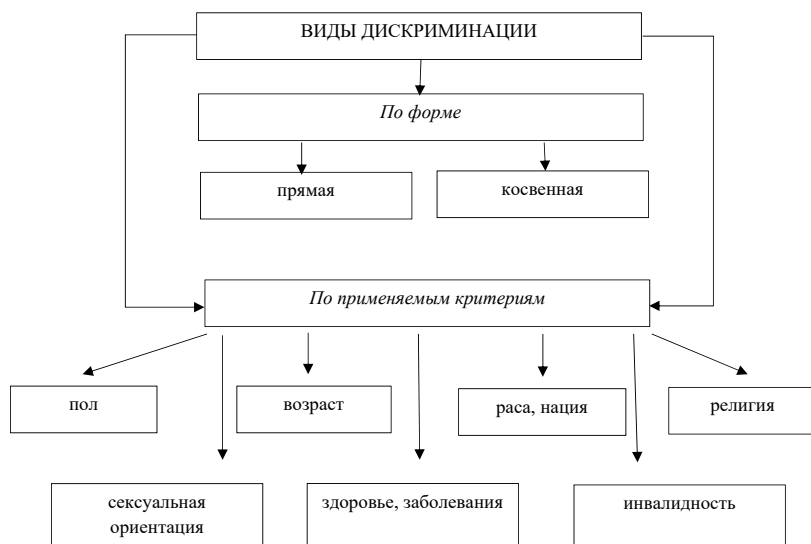 ВИДЫ ДИСКРИМИНАЦИИ
По форме
прямая
косвенная
По применяемым критериям
пол
возраст
раса, нация
религия
сексуальная
ориентация
здоровье, заболевания
инвалидность